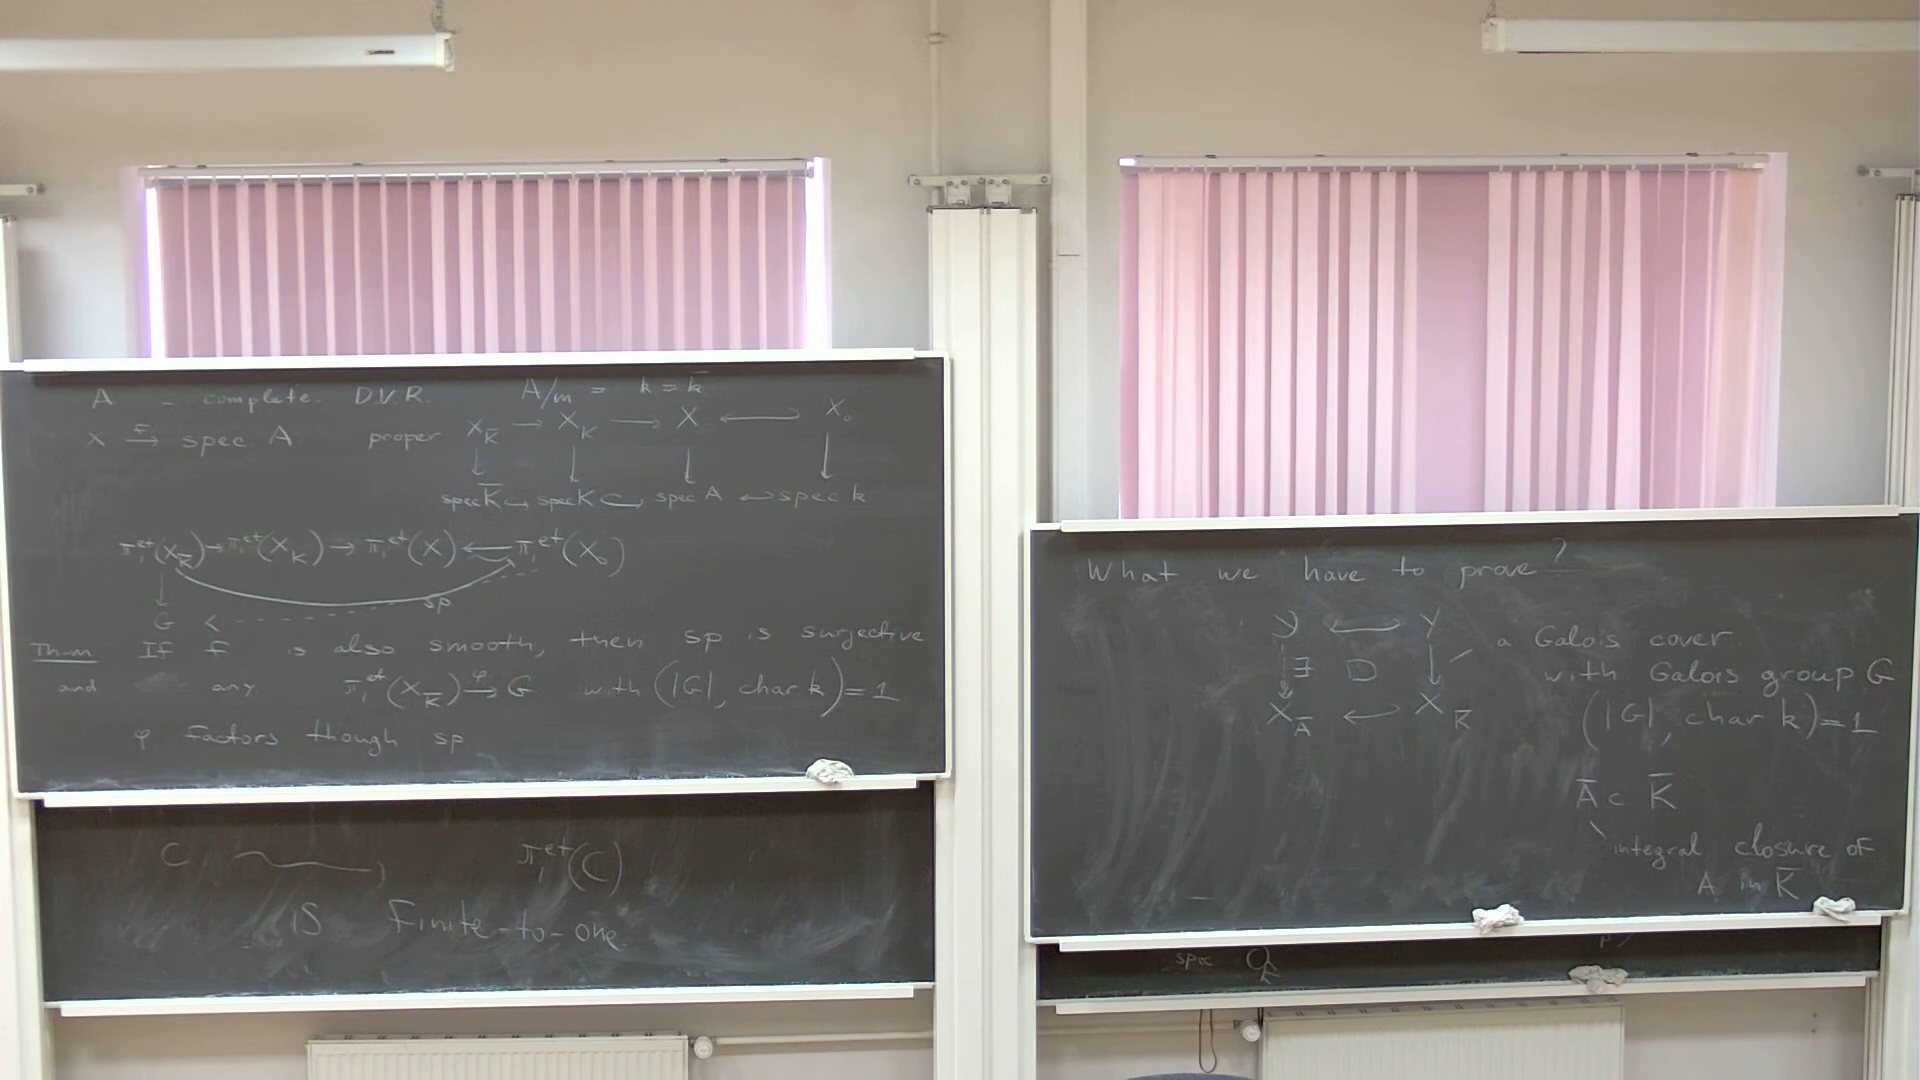 A - complete D.V.R. A/m = k = k̄
X →f spec A proper X_K̄ → X_K → X ↩ X₀
spec K̄ ↪ spec K ↪ spec A ↩ spec k
π₁^et(X_K̄) → π₁^et(X_K) → π₁^et(X) ← π₁^et(X₀)
sp
G
Thm If f is also smooth, then sp is surjective
and any π₁^et(X_K̄) →φ G with (|G|, char k) = 1
φ factors though sp
C π₁^et(C)
is Finite-to-one
What we have to prove?
𝒴 ↩ Y
a Galois cover
∃ □ with Galois group G
X_Ā ↩ X_K̄ (|G|, char k) = 1
Ā ⊂ K̄
integral closure of
A in K̄
spec